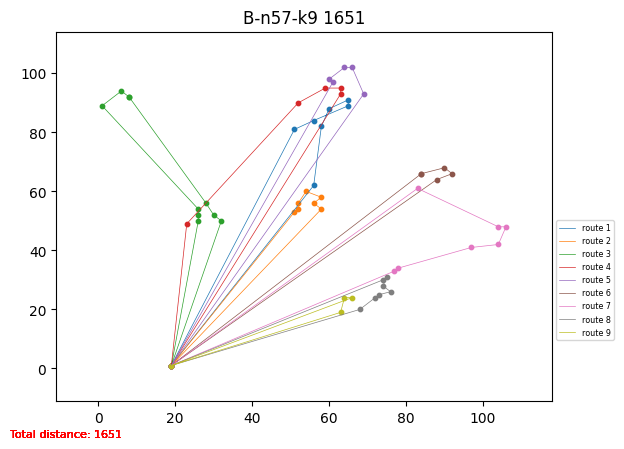 B-n57-k9 1651
100
80
60
40
20
0
0 20 40 60 80 100
route 1
route 2
route 3
route 4
route 5
route 6
route 7
route 8
route 9
Total distance: 1651